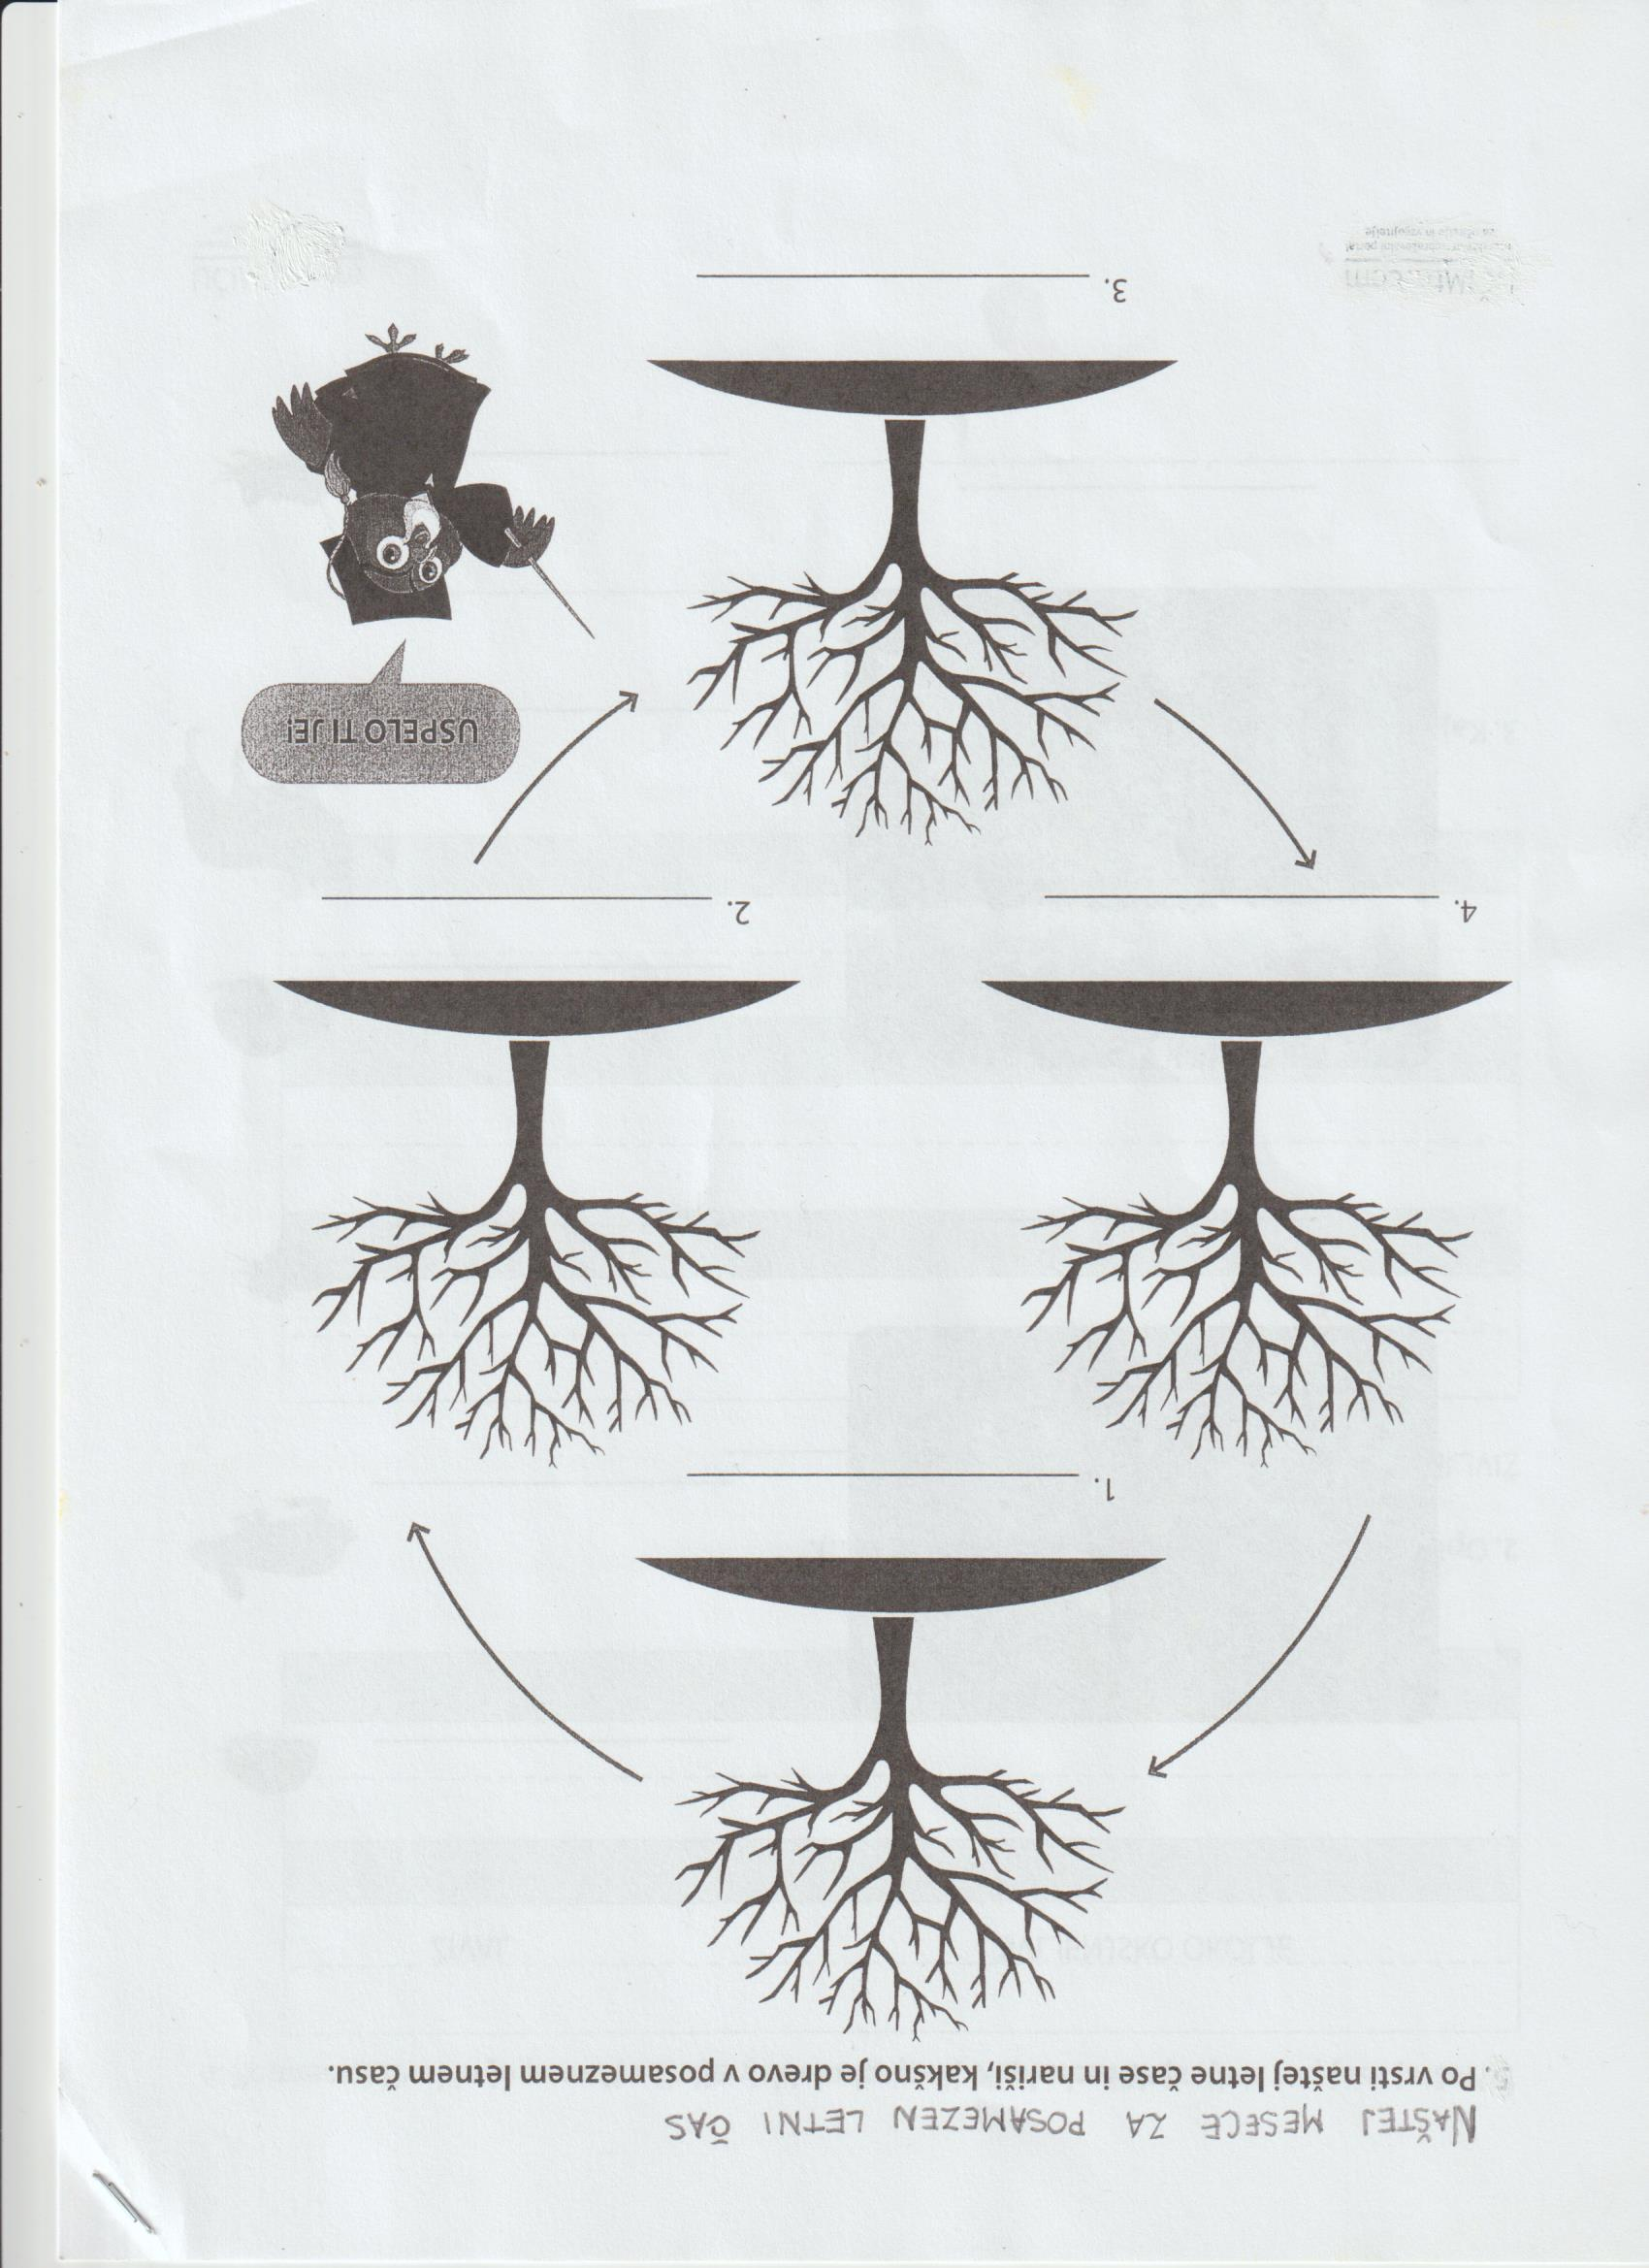 NAŠTEJ MESECE ZA POSAMEZEN LETNI ČAS
5. Po vrsti naštej letne čase in nariši, kakšno je drevo v posameznem letnem času.
1.
4.
2.
USPELO TI JE!
3.